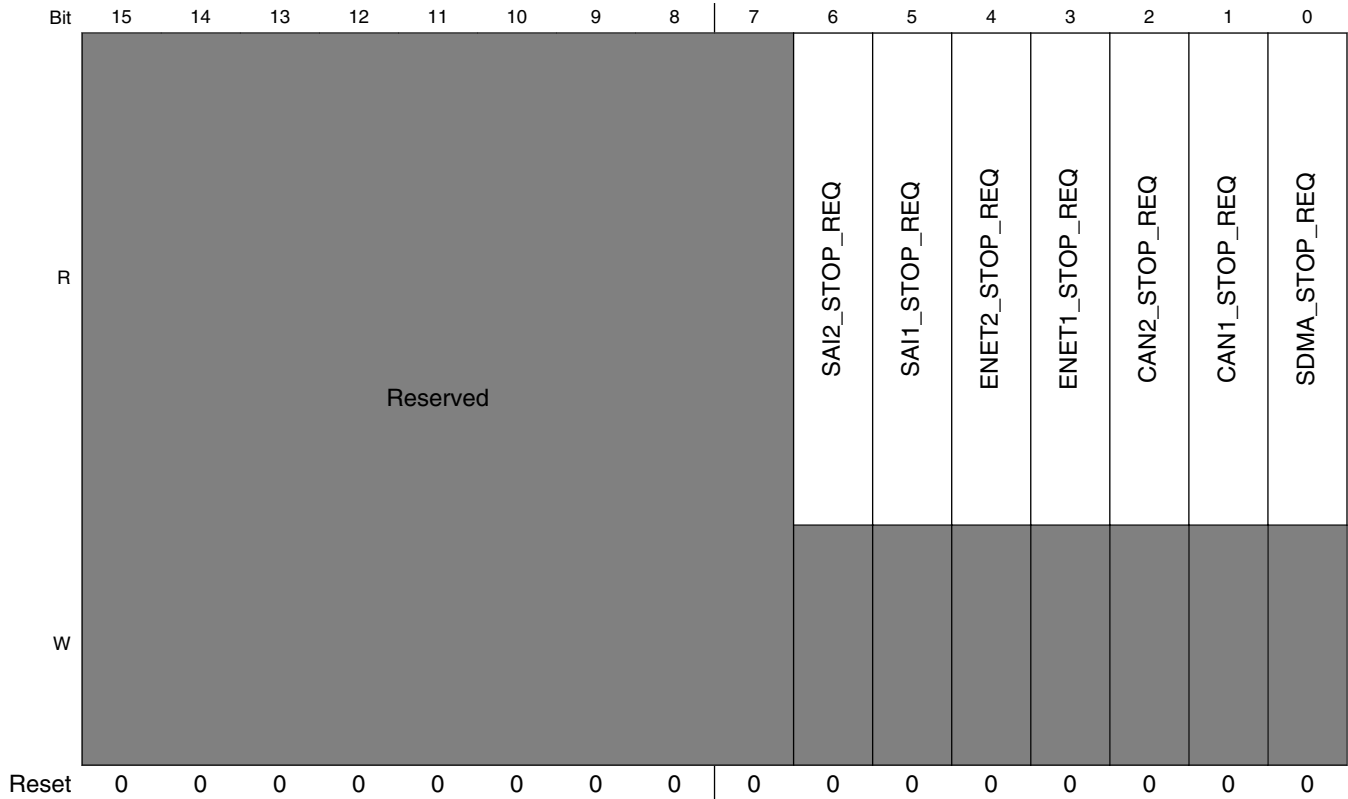 Bit 15 14 13 12 11 10 9 8 7 6 5 4 3 2 1 0
R
Reserved
SAI2_STOP_REQ
SAI1_STOP_REQ
ENET2_STOP_REQ
ENET1_STOP_REQ
CAN2_STOP_REQ
CAN1_STOP_REQ
SDMA_STOP_REQ
W
Reset 0 0 0 0 0 0 0 0 0 0 0 0 0 0 0 0